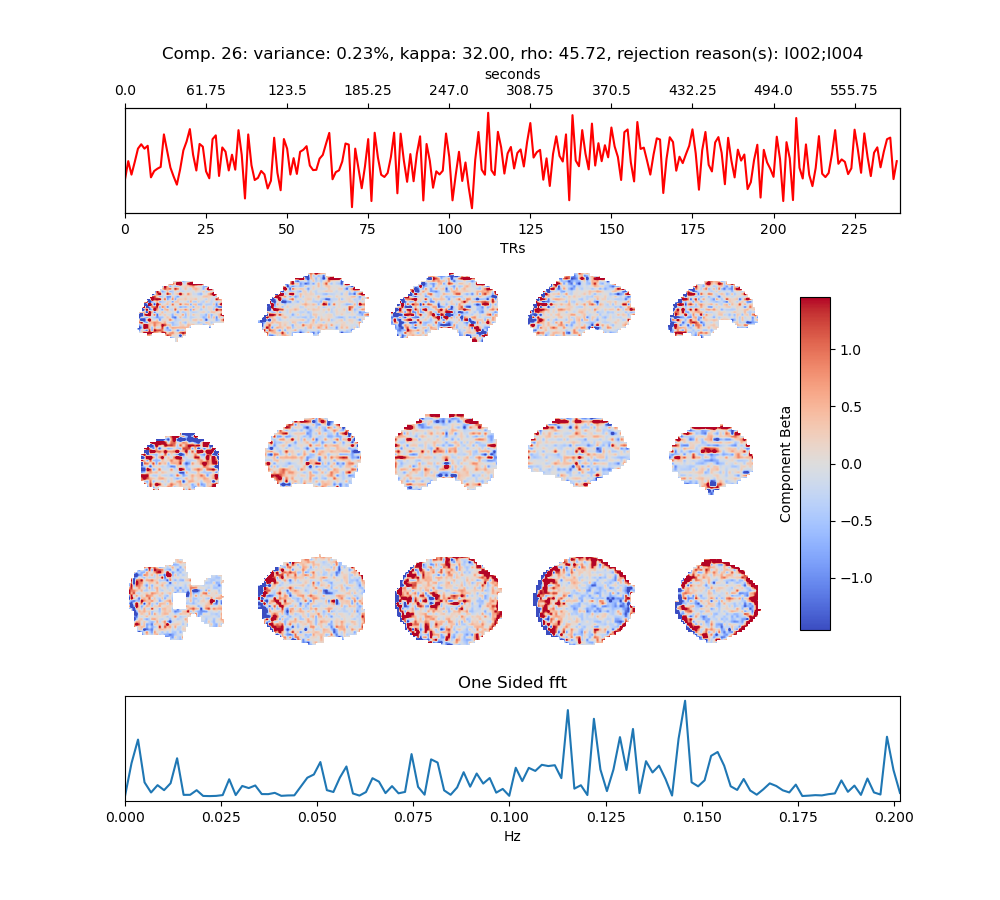 Comp. 26: variance: 0.23%, kappa: 32.00, rho: 45.72, rejection reason(s): I002;I004
seconds
0.0 61.75 123.5 185.25 247.0 308.75 370.5 432.25 494.0 555.75
0 25 50 75 100 125 150 175 200 225
TRs
1.0
0.5
0.0
−0.5
−1.0
Component Beta
One Sided fft
0.000 0.025 0.050 0.075 0.100 0.125 0.150 0.175 0.200
Hz